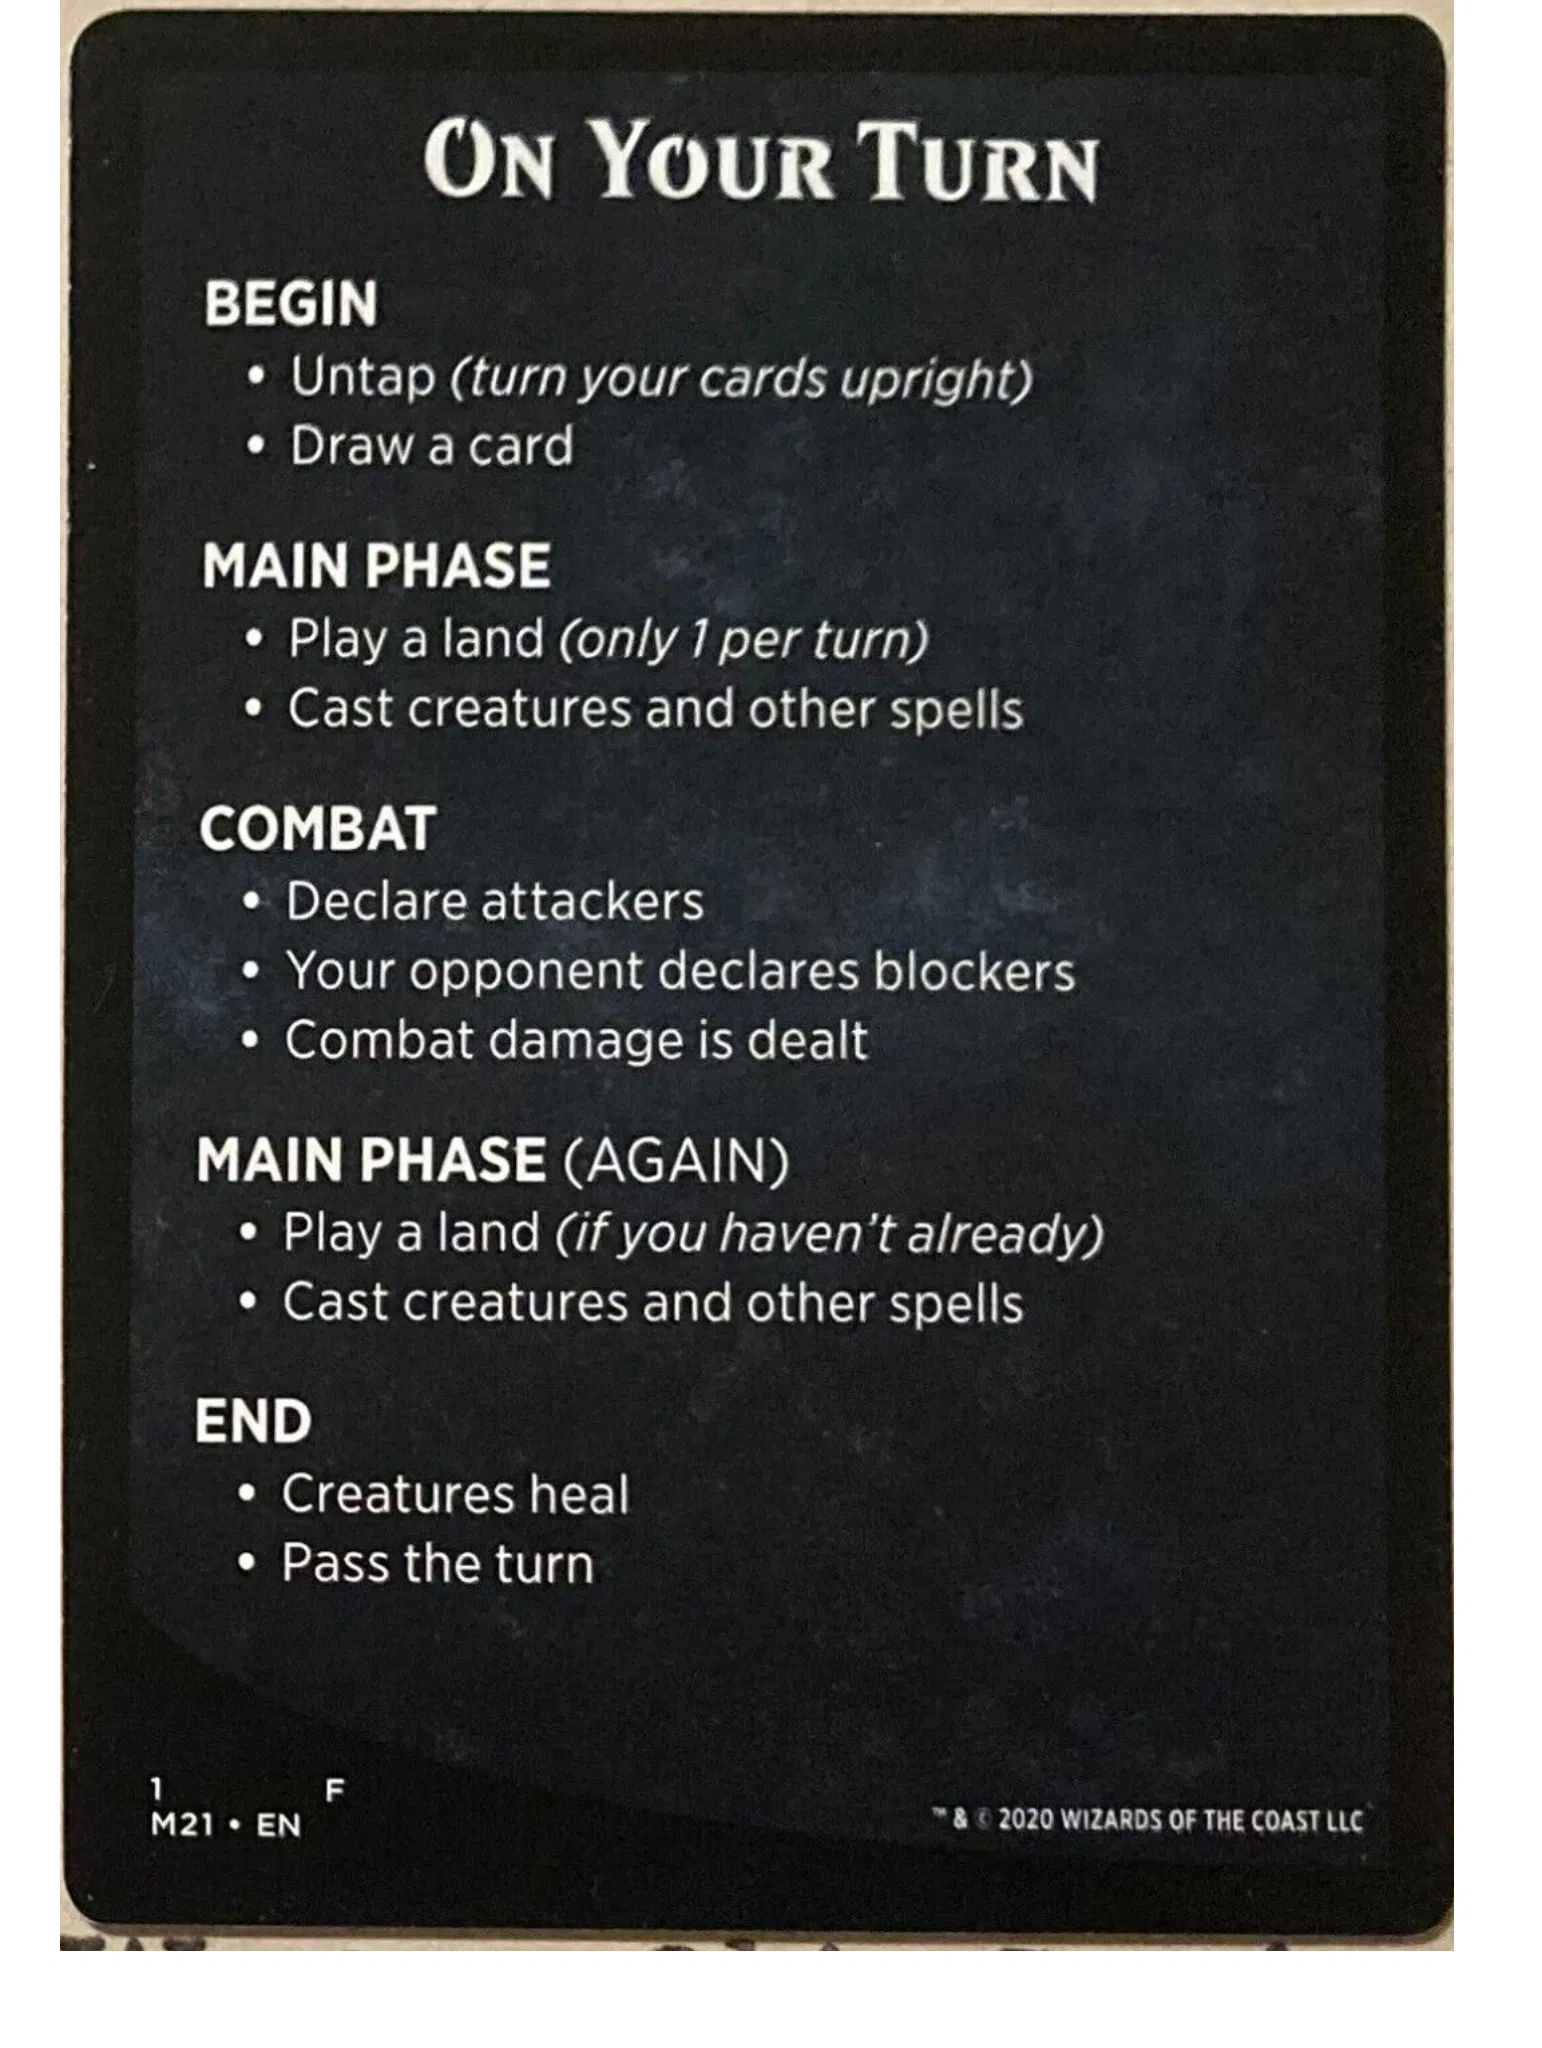 ON YOUR TURN
BEGIN
• Untap (turn your cards upright)
• Draw a card
MAIN PHASE
• Play a land (only 1 per turn)
• Cast creatures and other spells
COMBAT
• Declare attackers
• Your opponent declares blockers
• Combat damage is dealt
MAIN PHASE (AGAIN)
• Play a land (if you haven't already)
• Cast creatures and other spells
END
• Creatures heal
• Pass the turn
1 F
M21 • EN
™ & © 2020 WIZARDS OF THE COAST LLC